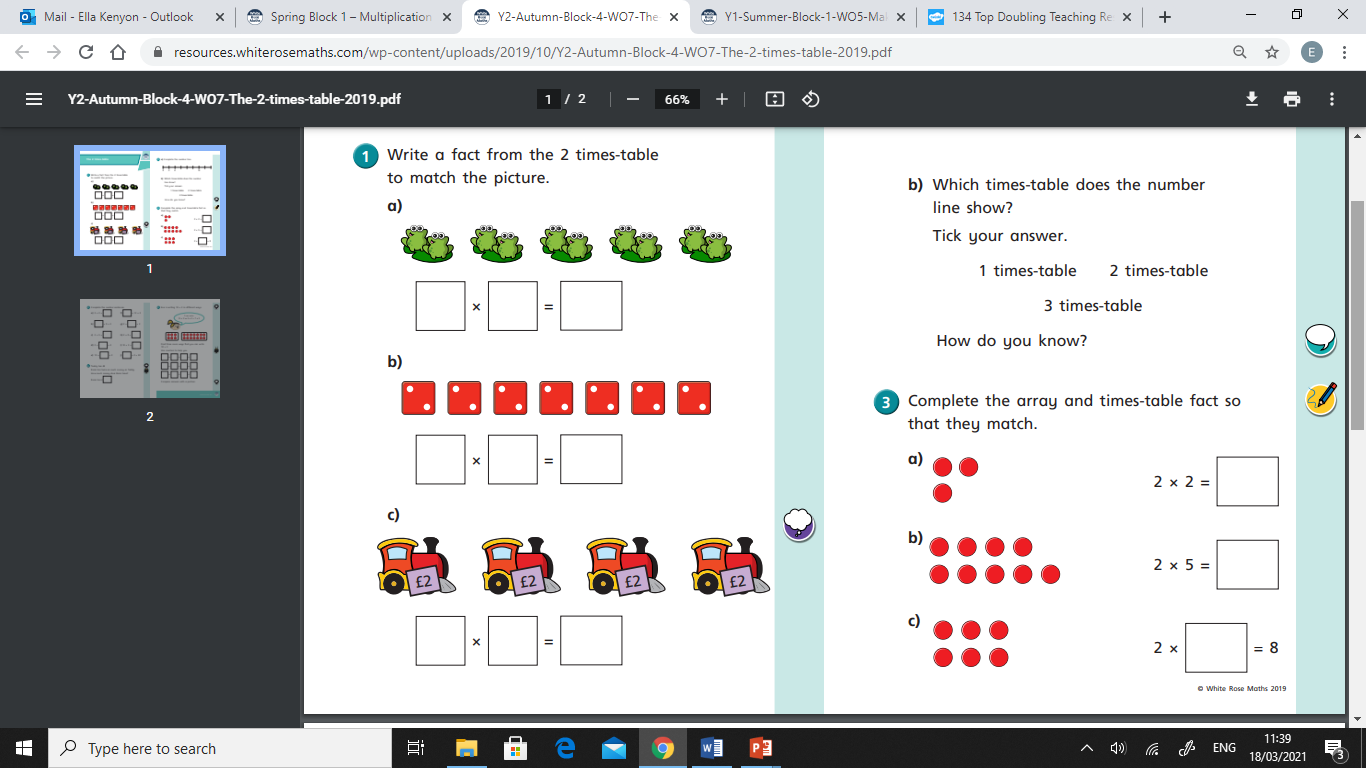 Mail - Ella Kenyon - Outlook
Spring Block 1 – Multiplication
Y2-Autumn-Block-4-WO7-The
Y1-Summer-Block-1-WO5-Mal
134 Top Doubling Teaching Re
resources.whiterosemaths.com/wp-content/uploads/2019/10/Y2-Autumn-Block-4-WO7-The-2-times-table-2019.pdf
E
Y2-Autumn-Block-4-WO7-The-2-times-table-2019.pdf
1 / 2
66%
1
2
1 Write a fact from the 2 times-table
to match the picture.
a)
× =
b)
× =
c)
£2 £2 £2 £2
× =
b) Which times-table does the number
line show?
Tick your answer.
1 times-table 2 times-table
3 times-table
How do you know?
3 Complete the array and times-table fact so
that they match.
a) 2 × 2 =
b) 2 × 5 =
c) 2 × = 8
© White Rose Maths 2019
Type here to search
ENG
11:39
18/03/2021
3